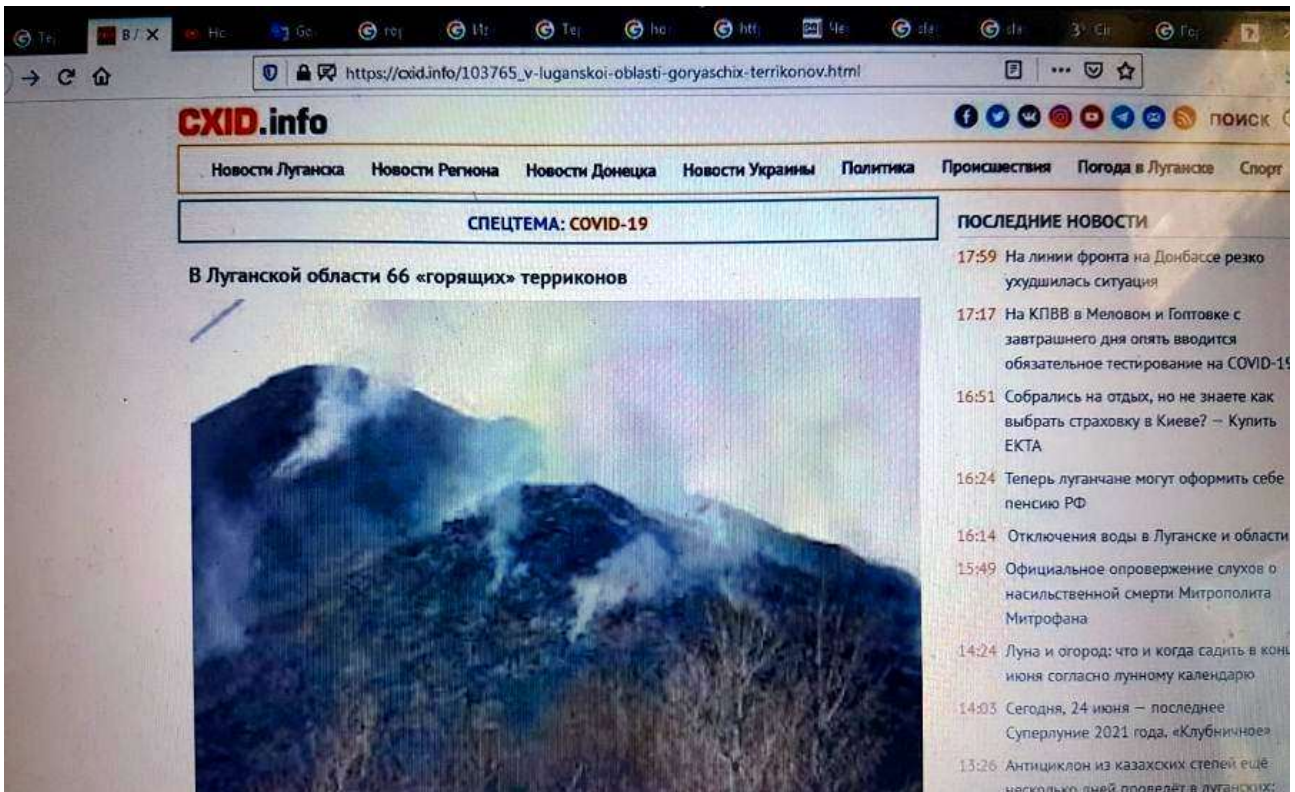 https://cxid.info/103765_v-luganskoi-oblasti-goryaschix-terrikonov.html
CXID.info
ПОИСК
Новости Луганска Новости Региона Новости Донецка Новости Украины Политика Происшествия Погода в Луганске Спорт
СПЕЦТЕМА: COVID-19
В Луганской области 66 «горящих» терриконов
ПОСЛЕДНИЕ НОВОСТИ
17:59 На линии фронта на Донбассе резко
ухудшилась ситуация
17:17 На КПВВ в Меловом и Гоптовке с
завтрашнего дня опять вводится
обязательное тестирование на COVID-19
16:51 Собрались на отдых, но не знаете как
выбрать страховку в Киеве? — Купить
ЕКТА
16:24 Теперь луганчане могут оформить себе
пенсию РФ
16:14 Отключения воды в Луганске и области
15:49 Официальное опровержение слухов о
насильственной смерти Митрополита
Митрофана
14:24 Луна и огород: что и когда садить в конц
июня согласно лунному календарю
14:03 Сегодня, 24 июня — последнее
Суперлуние 2021 года, «Клубничное»
13:26 Антициклон из казахских степей ещё
несколько дней проведёт в луганских: